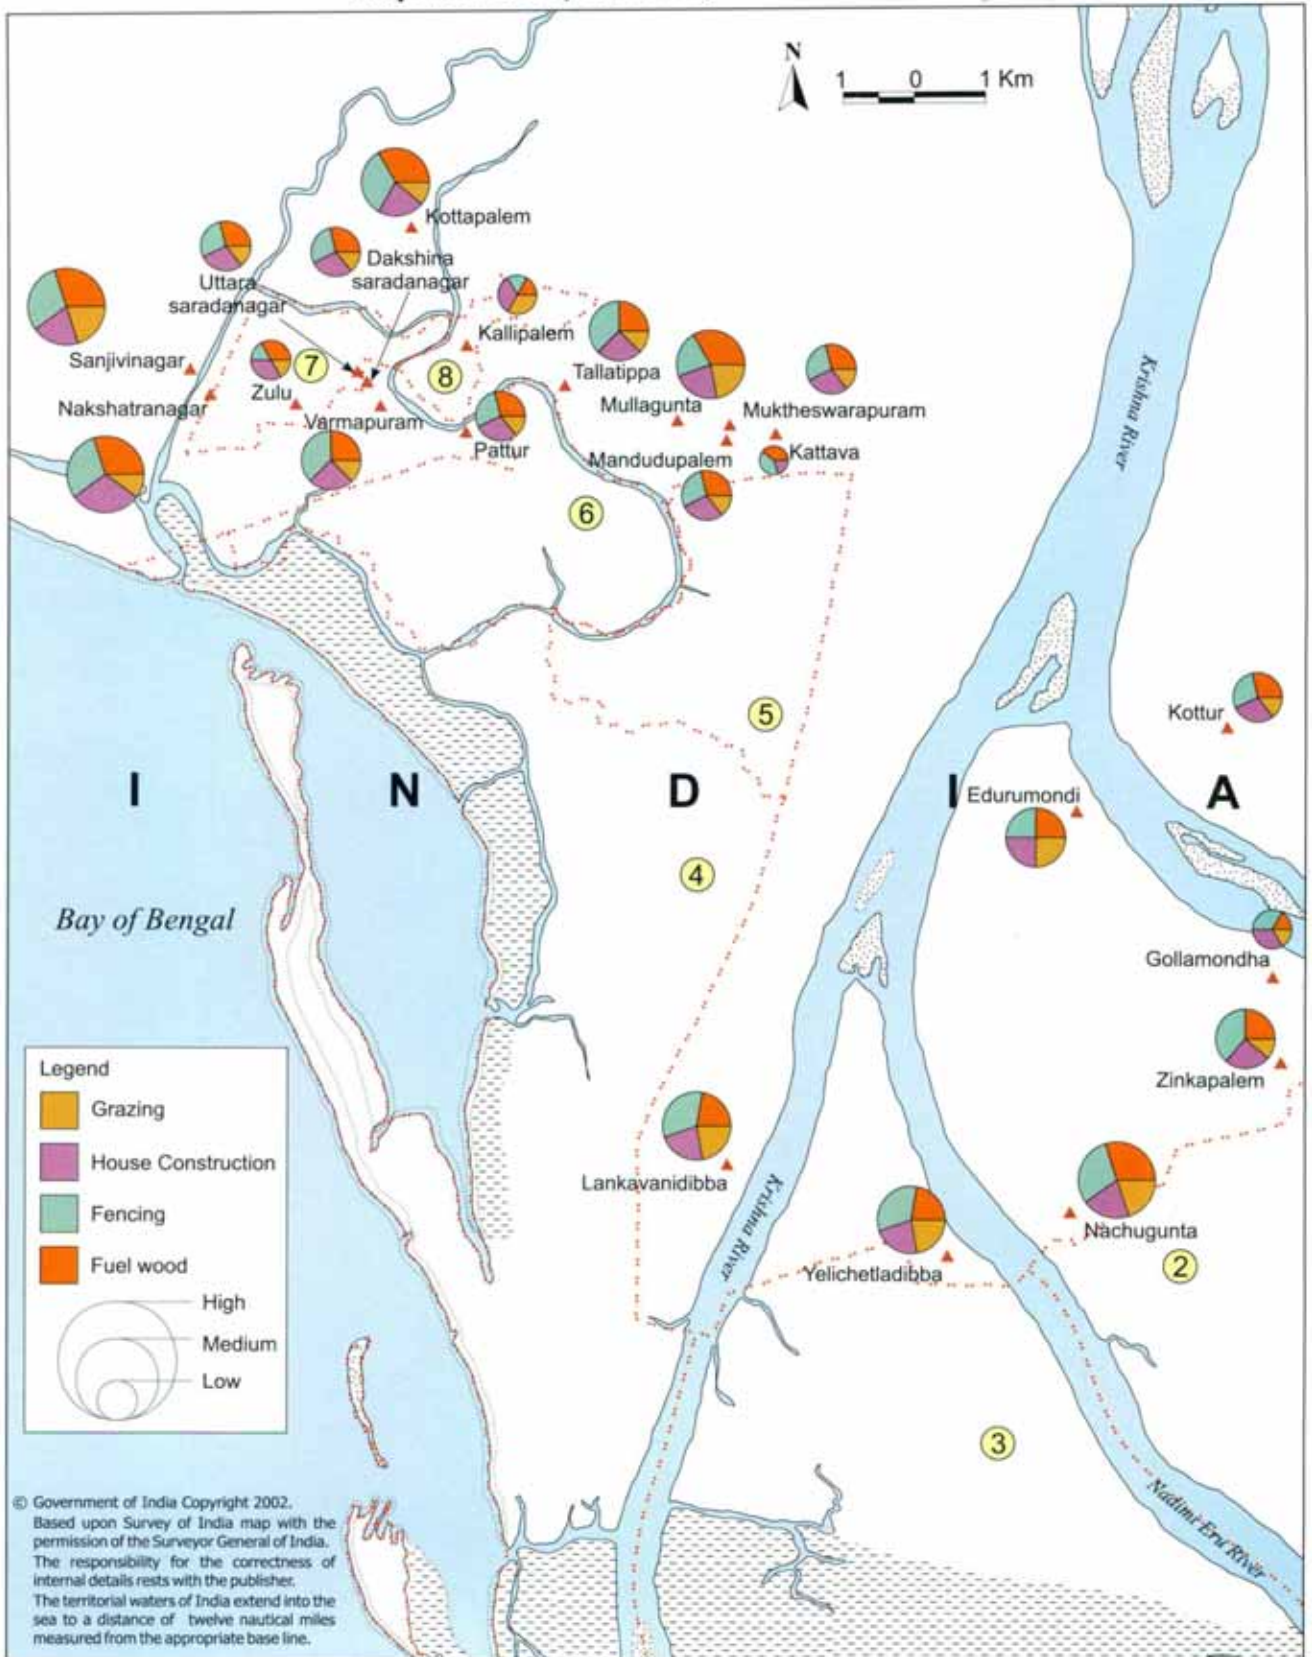 N
1 0 1 Km
Kottapalem
Uttara
saradanagar
Dakshina
saradanagar
Kallipalem
Sanjivinagar
7
8
Tallatippa
Zulu
Mullagunta
Muktheswarapuram
Nakshatranagar
Varmapuram
Pattur
Mandudupalem
Kattava
6
Krishna River
5
Kottur
I N D I A
Edurumondi
4
Bay of Bengal
Gollamondha
Zinkapalem
Lankavanidibba
Krishna River
Nachugunta
Yelichetladibba
2
3
Nadimi Eru River
Legend
Grazing
House Construction
Fencing
Fuel wood
High
Medium
Low
© Government of India Copyright 2002.
Based upon Survey of India map with the
permission of the Surveyor General of India.
The responsibility for the correctness of
internal details rests with the publisher.
The territorial waters of India extend into the
sea to a distance of twelve nautical miles
measured from the appropriate base line.